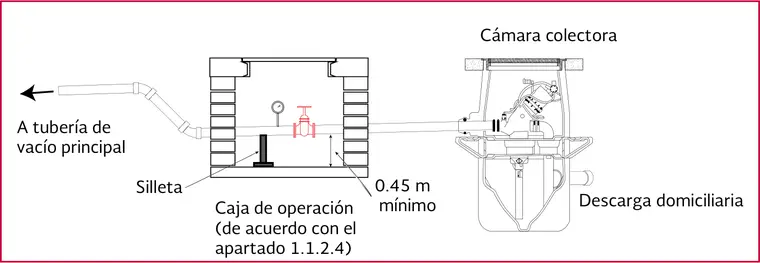 Cámara colectora
A tubería de
vacío principal
Silleta
0.45 m
mínimo
Caja de operación
(de acuerdo con el
apartado 1.1.2.4)
Descarga domiciliaria